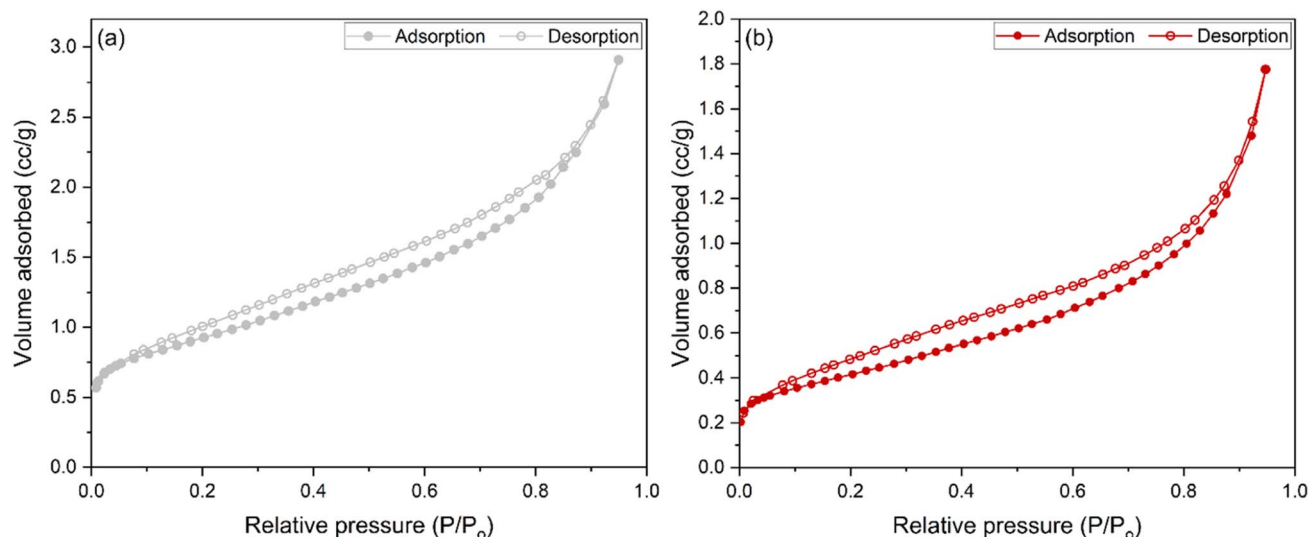 (a)
Adsorption
Desorption
3.0
2.5
2.0
1.5
1.0
0.5
0.0
Volume adsorbed (cc/g)
0.0 0.2 0.4 0.6 0.8 1.0
Relative pressure (P/Po)
(b)
Adsorption
Desorption
2.0
1.8
1.6
1.4
1.2
1.0
0.8
0.6
0.4
0.2
0.0
Volume adsorbed (cc/g)
0.0 0.2 0.4 0.6 0.8 1.0
Relative pressure (P/Po)